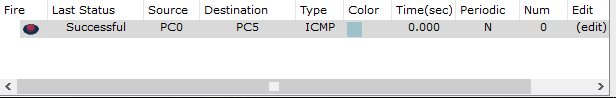 Fire Last Status Source Destination Type Color Time(sec) Periodic Num Edit
Successful PC0 PC5 ICMP 0.000 N 0 (edit)